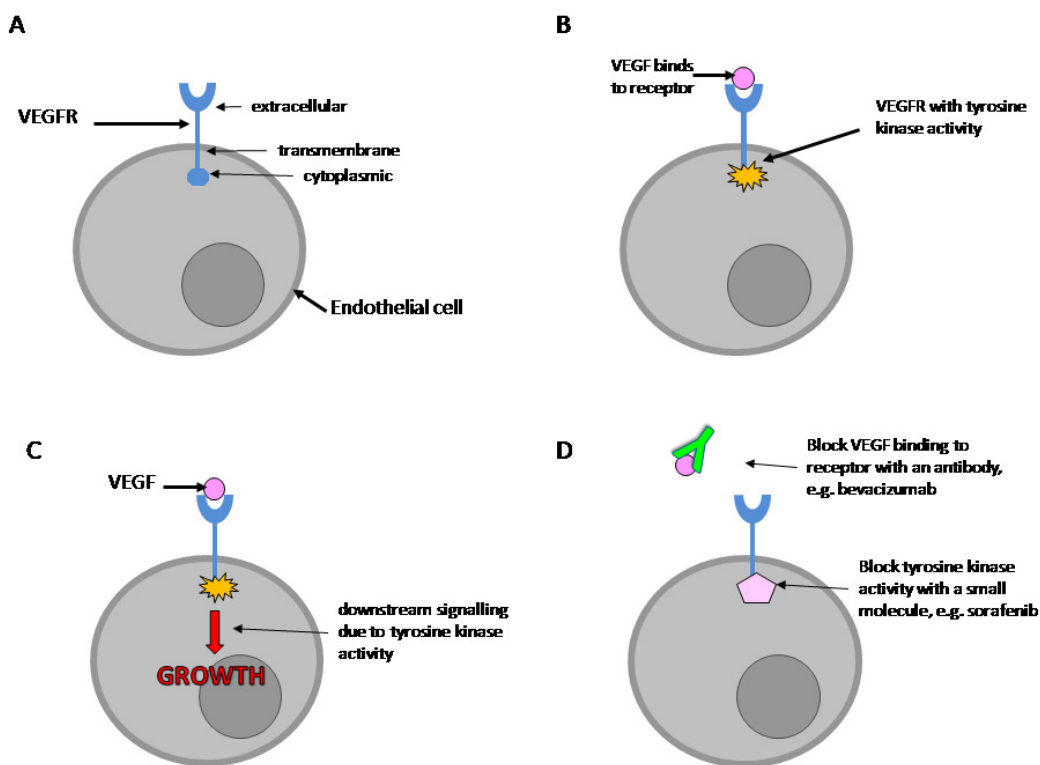 A
VEGFR
extracellular
transmembrane
cytoplasmic
Endothelial cell
B
VEGF binds
to receptor
VEGFR with tyrosine
kinase activity
C
VEGF
downstream signalling
due to tyrosine kinase
activity
GROWTH
D
Block VEGF binding to
receptor with an antibody,
e.g. bevacizumab
Block tyrosine kinase
activity with a small
molecule, e.g. sorafenib